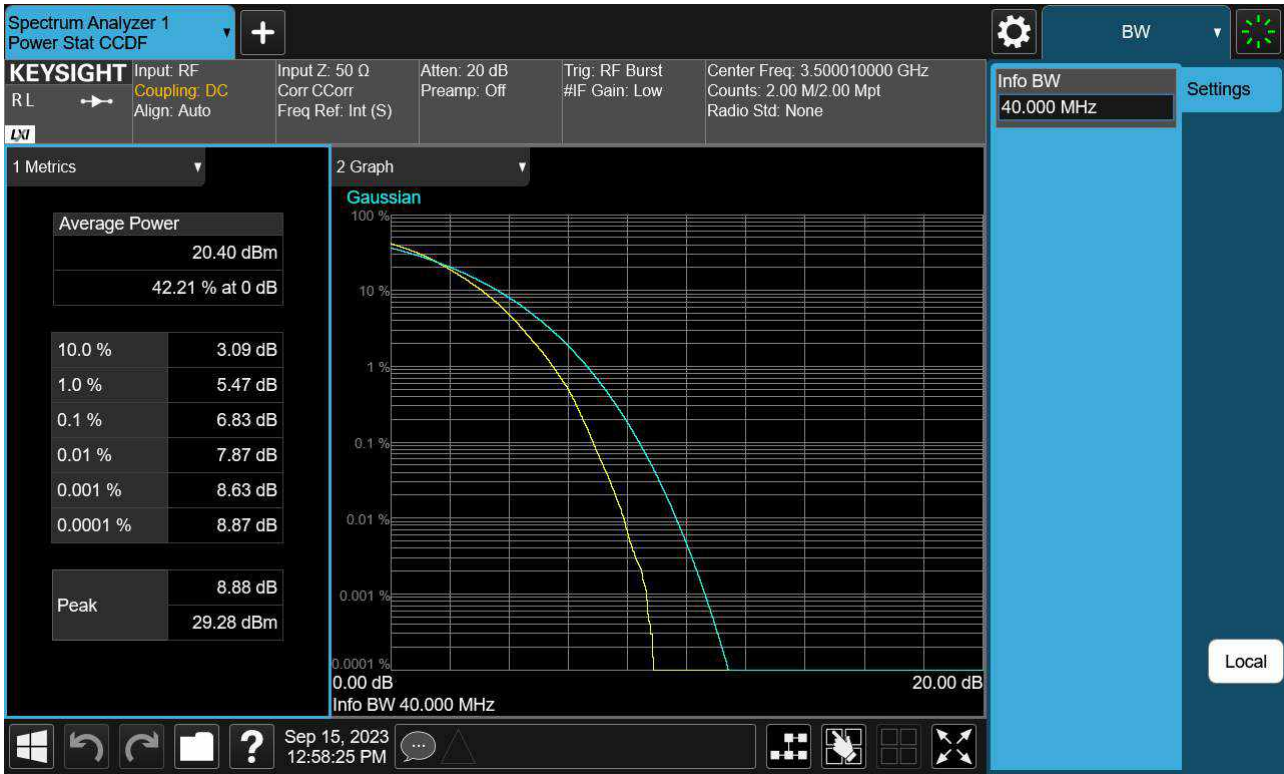 Spectrum Analyzer 1
Power Stat CCDF
+
BW
KEYSIGHT
RL
LXI
Input: RF
Coupling: DC
Align: Auto
Input Z: 50 Ω
Corr CCorr
Freq Ref: Int (S)
Atten: 20 dB
Preamp: Off
Trig: RF Burst
#IF Gain: Low
Center Freq: 3.500010000 GHz
Counts: 2.00 M/2.00 Mpt
Radio Std: None
Info BW
40.000 MHz
Settings
1 Metrics
Average Power
20.40 dBm
42.21 % at 0 dB
10.0 % 3.09 dB
1.0 % 5.47 dB
0.1 % 6.83 dB
0.01 % 7.87 dB
0.001 % 8.63 dB
0.0001 % 8.87 dB
Peak
8.88 dB
29.28 dBm
2 Graph
Gaussian
100 %
10 %
1 %
0.1 %
0.01 %
0.001 %
0.0001 %
0.00 dB 20.00 dB
Info BW 40.000 MHz
Local
?
Sep 15, 2023
12:58:25 PM